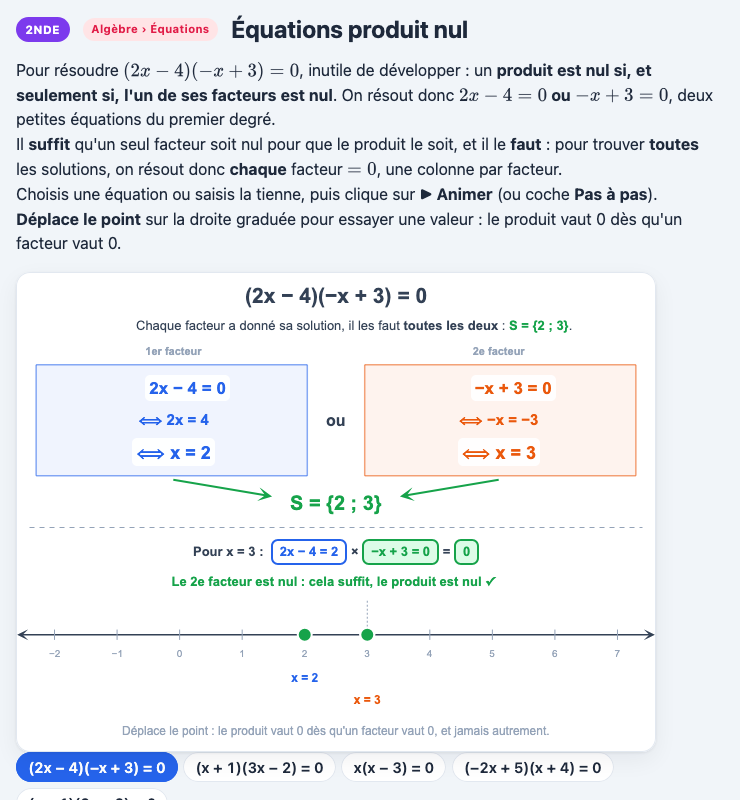 2NDE Algèbre › Équations Équations produit nul
Pour résoudre (2x − 4)(−x + 3) = 0, inutile de développer : un produit est nul si, et
seulement si, l'un de ses facteurs est nul. On résout donc 2x − 4 = 0 ou −x + 3 = 0, deux
petites équations du premier degré.
Il suffit qu'un seul facteur soit nul pour que le produit le soit, et il le faut : pour trouver toutes
les solutions, on résout donc chaque facteur = 0, une colonne par facteur.
Choisis une équation ou saisis la tienne, puis clique sur ▶ Animer (ou coche Pas à pas).
Déplace le point sur la droite graduée pour essayer une valeur : le produit vaut 0 dès qu'un
facteur vaut 0.
(2x − 4)(−x + 3) = 0
Chaque facteur a donné sa solution, il les faut toutes les deux : S = {2 ; 3}.
1er facteur 2e facteur
2x − 4 = 0 −x + 3 = 0
⟺ 2x = 4 ou ⟺ −x = −3
⟺ x = 2 ⟺ x = 3
S = {2 ; 3}
Pour x = 3 : 2x − 4 = 2 × −x + 3 = 0 = 0
Le 2e facteur est nul : cela suffit, le produit est nul ✓
−2 −1 0 1 2 3 4 5 6 7
x = 2
x = 3
Déplace le point : le produit vaut 0 dès qu'un facteur vaut 0, et jamais autrement.
(2x − 4)(−x + 3) = 0 (x + 1)(3x − 2) = 0 x(x − 3) = 0 (−2x + 5)(x + 4) = 0